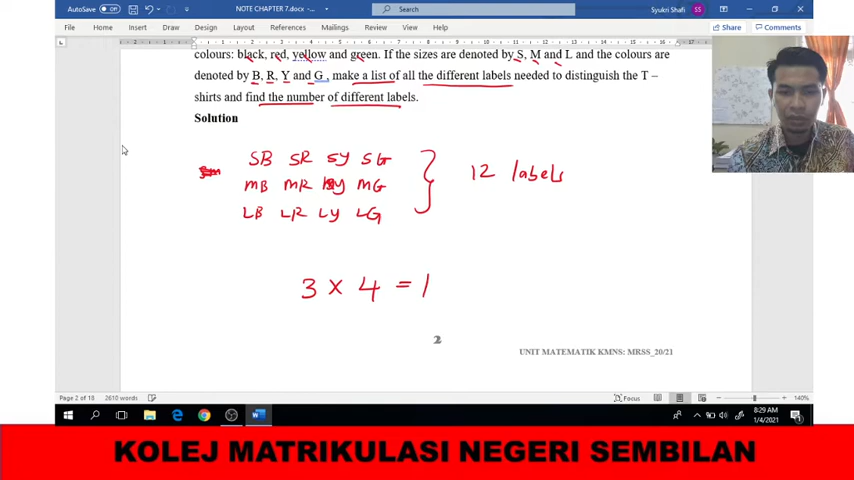 AutoSave Off NOTE CHAPTER 7.docx... Search Syukri Shafi SS
File Home Insert Draw Design Layout References Mailings Review View Help Share Comments
colours: black, red, yellow and green. If the sizes are denoted by S, M and L and the colours are
denoted by B, R, Y and G , make a list of all the different labels needed to distinguish the T –
shirts and find the number of different labels.
Solution
SB SR SY SG
MB MR MY MG
LB LR LY LG
12 labels
3 × 4 = 1
2
UNIT MATEMATIK KMNS: MRSS_20/21
Page 2 of 18 2610 words Focus 140%
8:29 AM
1/4/2021
KOLEJ MATRIKULASI NEGERI SEMBILAN